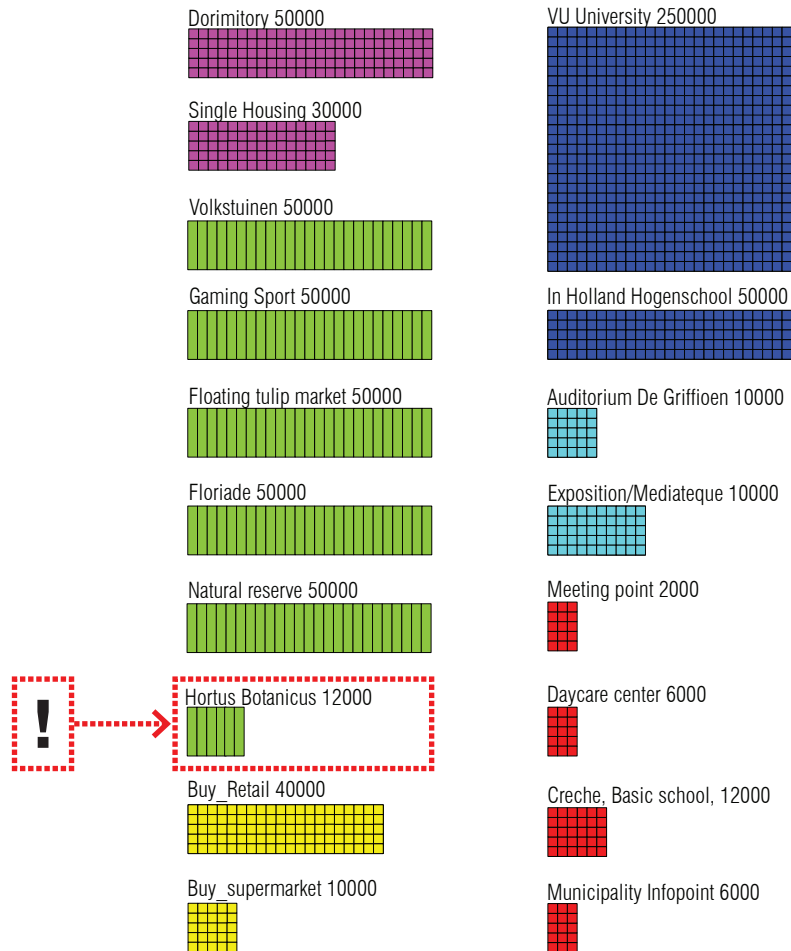 Dorimitory 50000
Single Housing 30000
Volkstuinen 50000
Gaming Sport 50000
Floating tulip market 50000
Floriade 50000
Natural reserve 50000
!
Hortus Botanicus 12000
Buy_Retail 40000
Buy_supermarket 10000
VU University 250000
In Holland Hogenschool 50000
Auditorium De Griffioen 10000
Exposition/Mediateque 10000
Meeting point 2000
Daycare center 6000
Creche, Basic school, 12000
Municipality Infopoint 6000